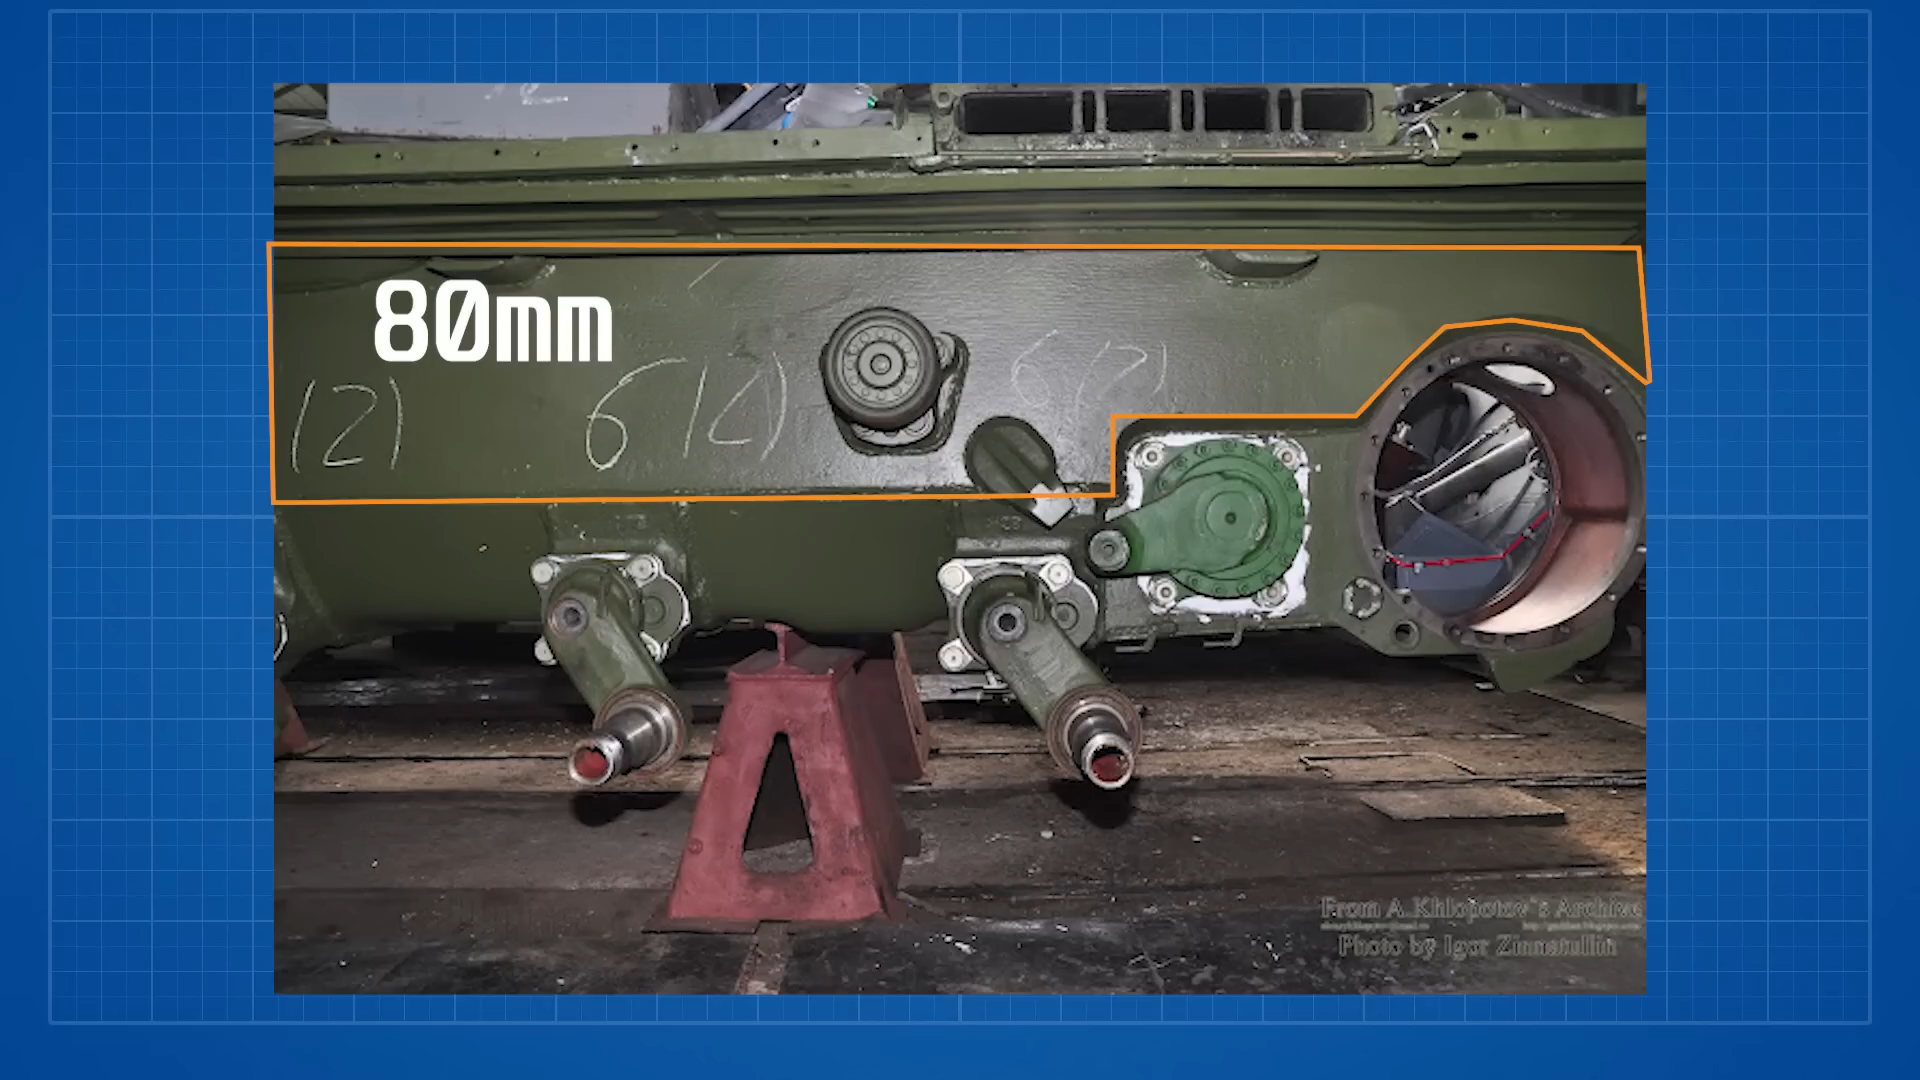 80mm
(2) 6(2) 6(2)
From A.Khlopotov's Archive
Photo by Igor Zinnatullin